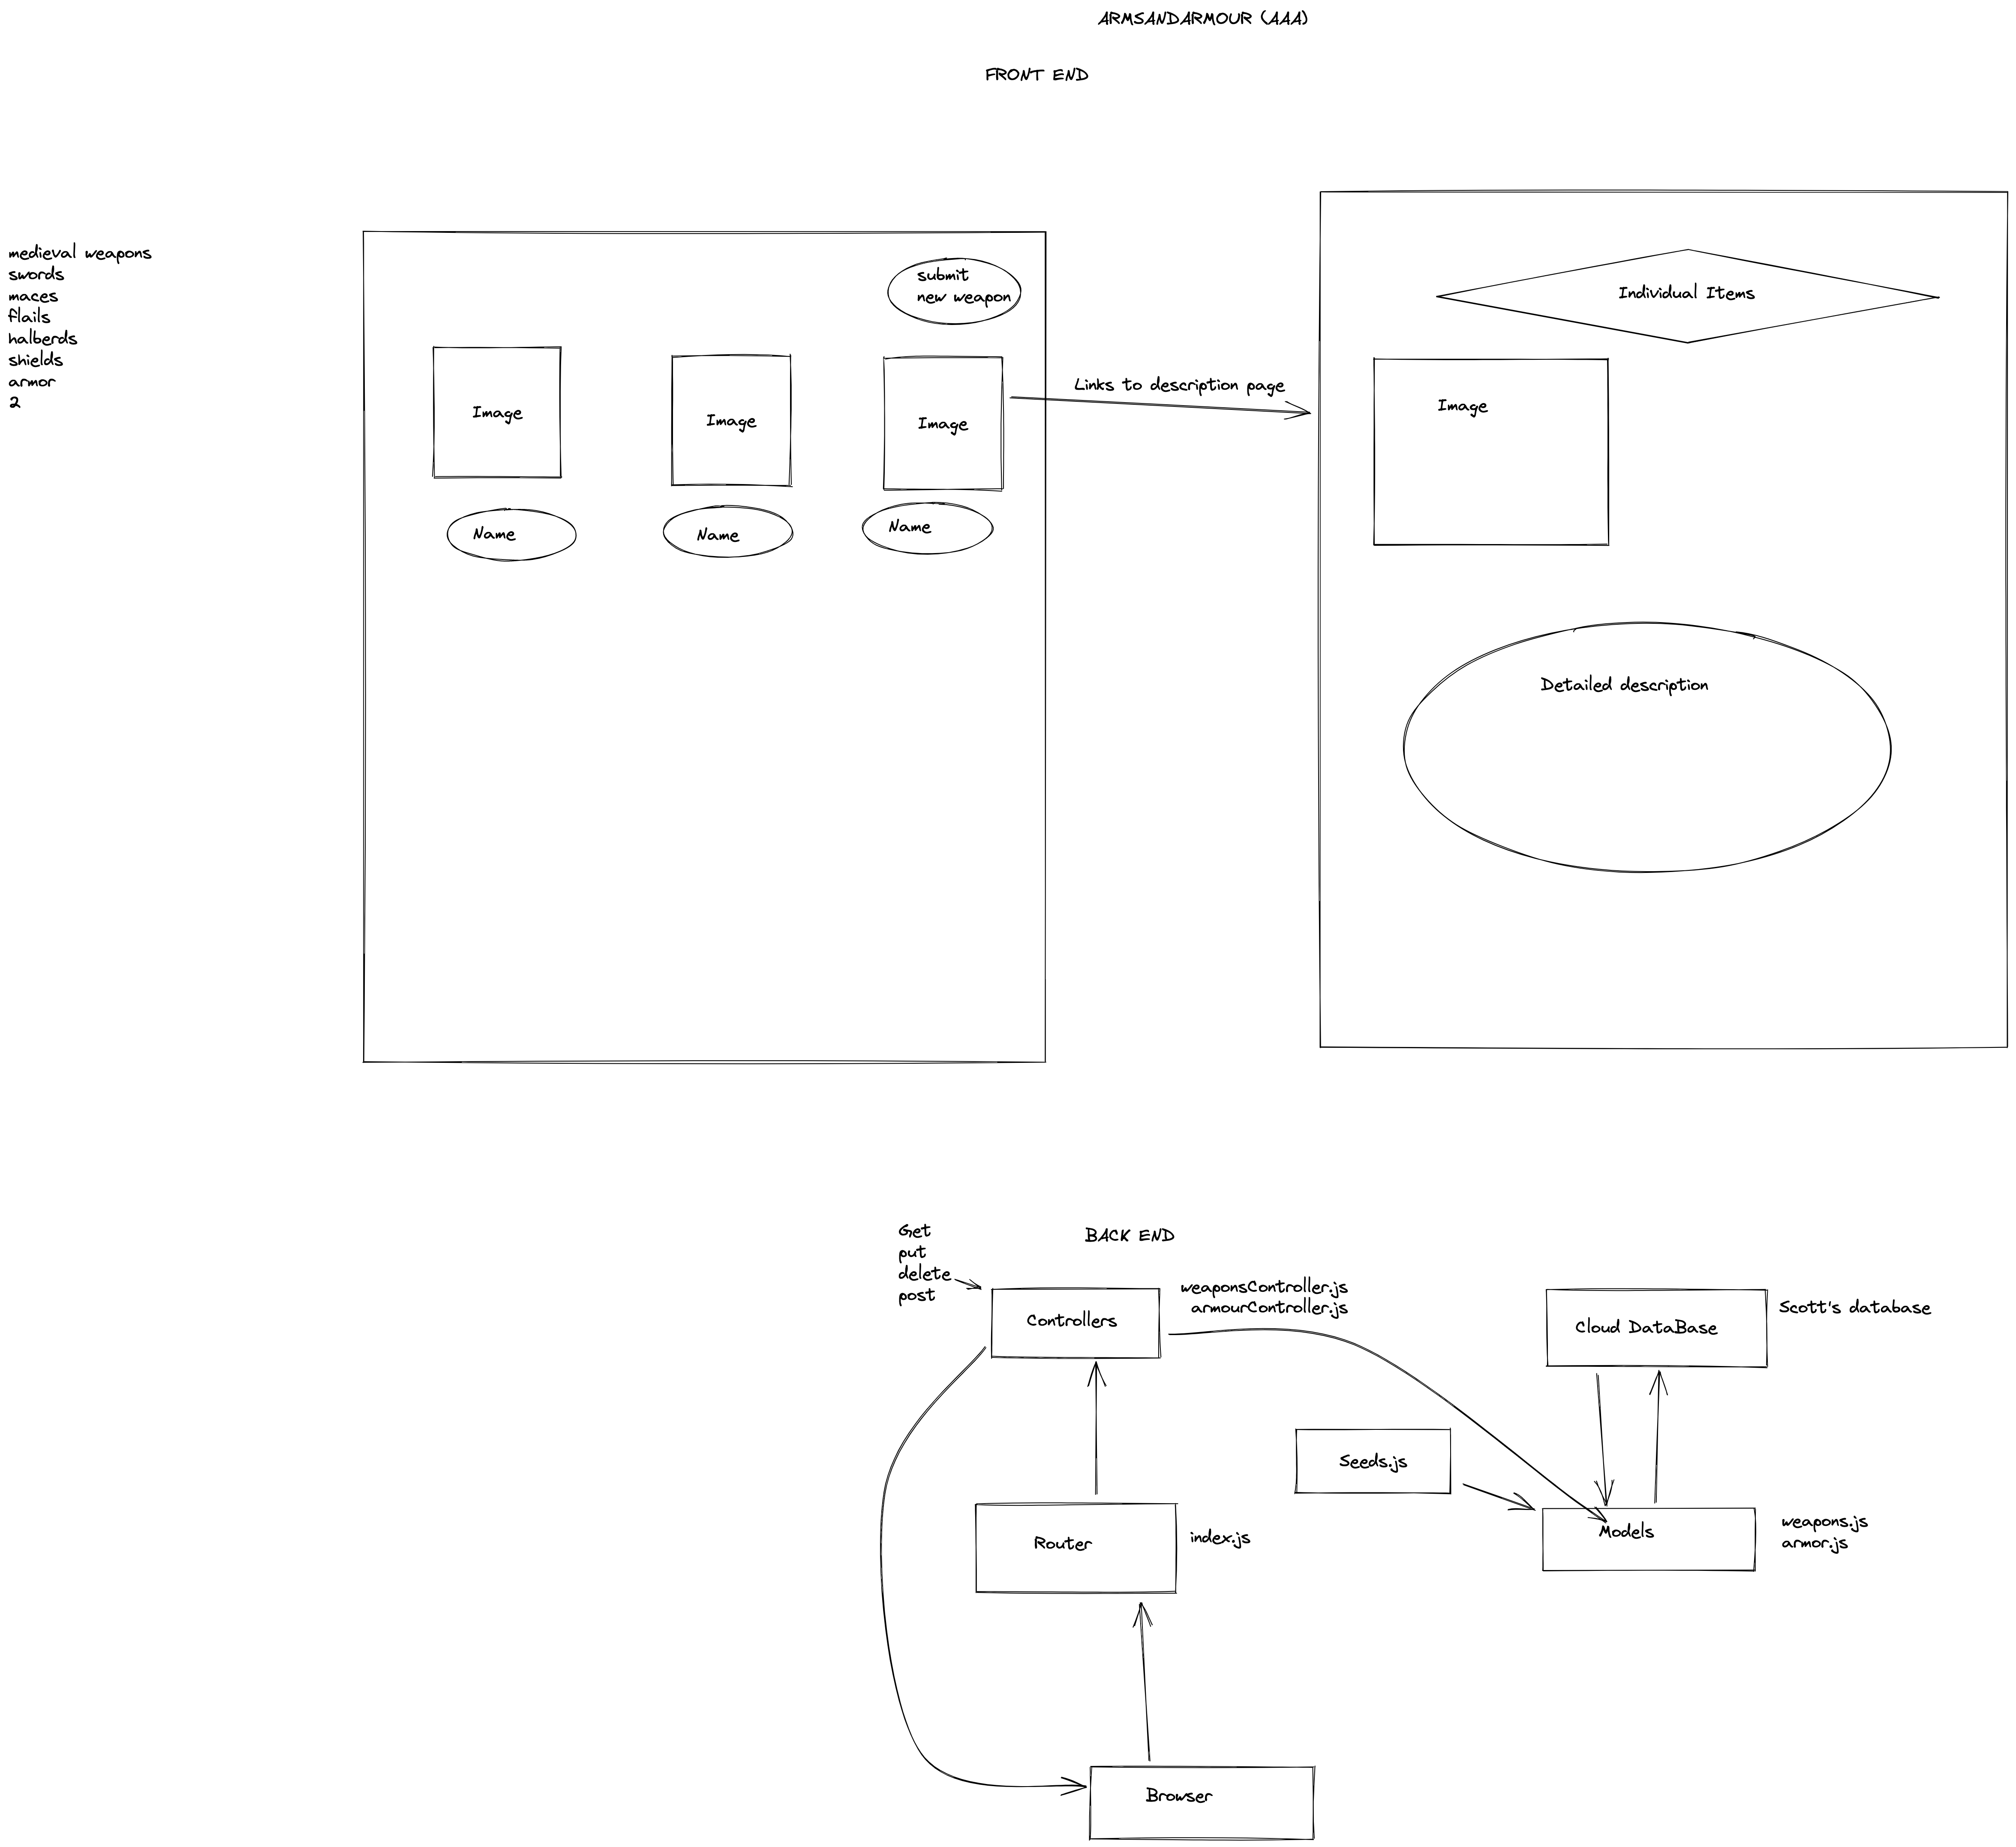 ARMSANDARMOUR (AAA)
FRONT END
medieval weapons
swords
maces
flails
halberds
shields
armor
2
submit
new weapon
Image
Image
Image
Name
Name
Name
Links to description page
Individual Items
Image
Detailed description
BACK END
Get
put
delete
post
Controllers
weaponsController.js
armourController.js
Cloud DataBase
Scott's database
Seeds.js
Models
weapons.js
armor.js
Router
index.js
Browser